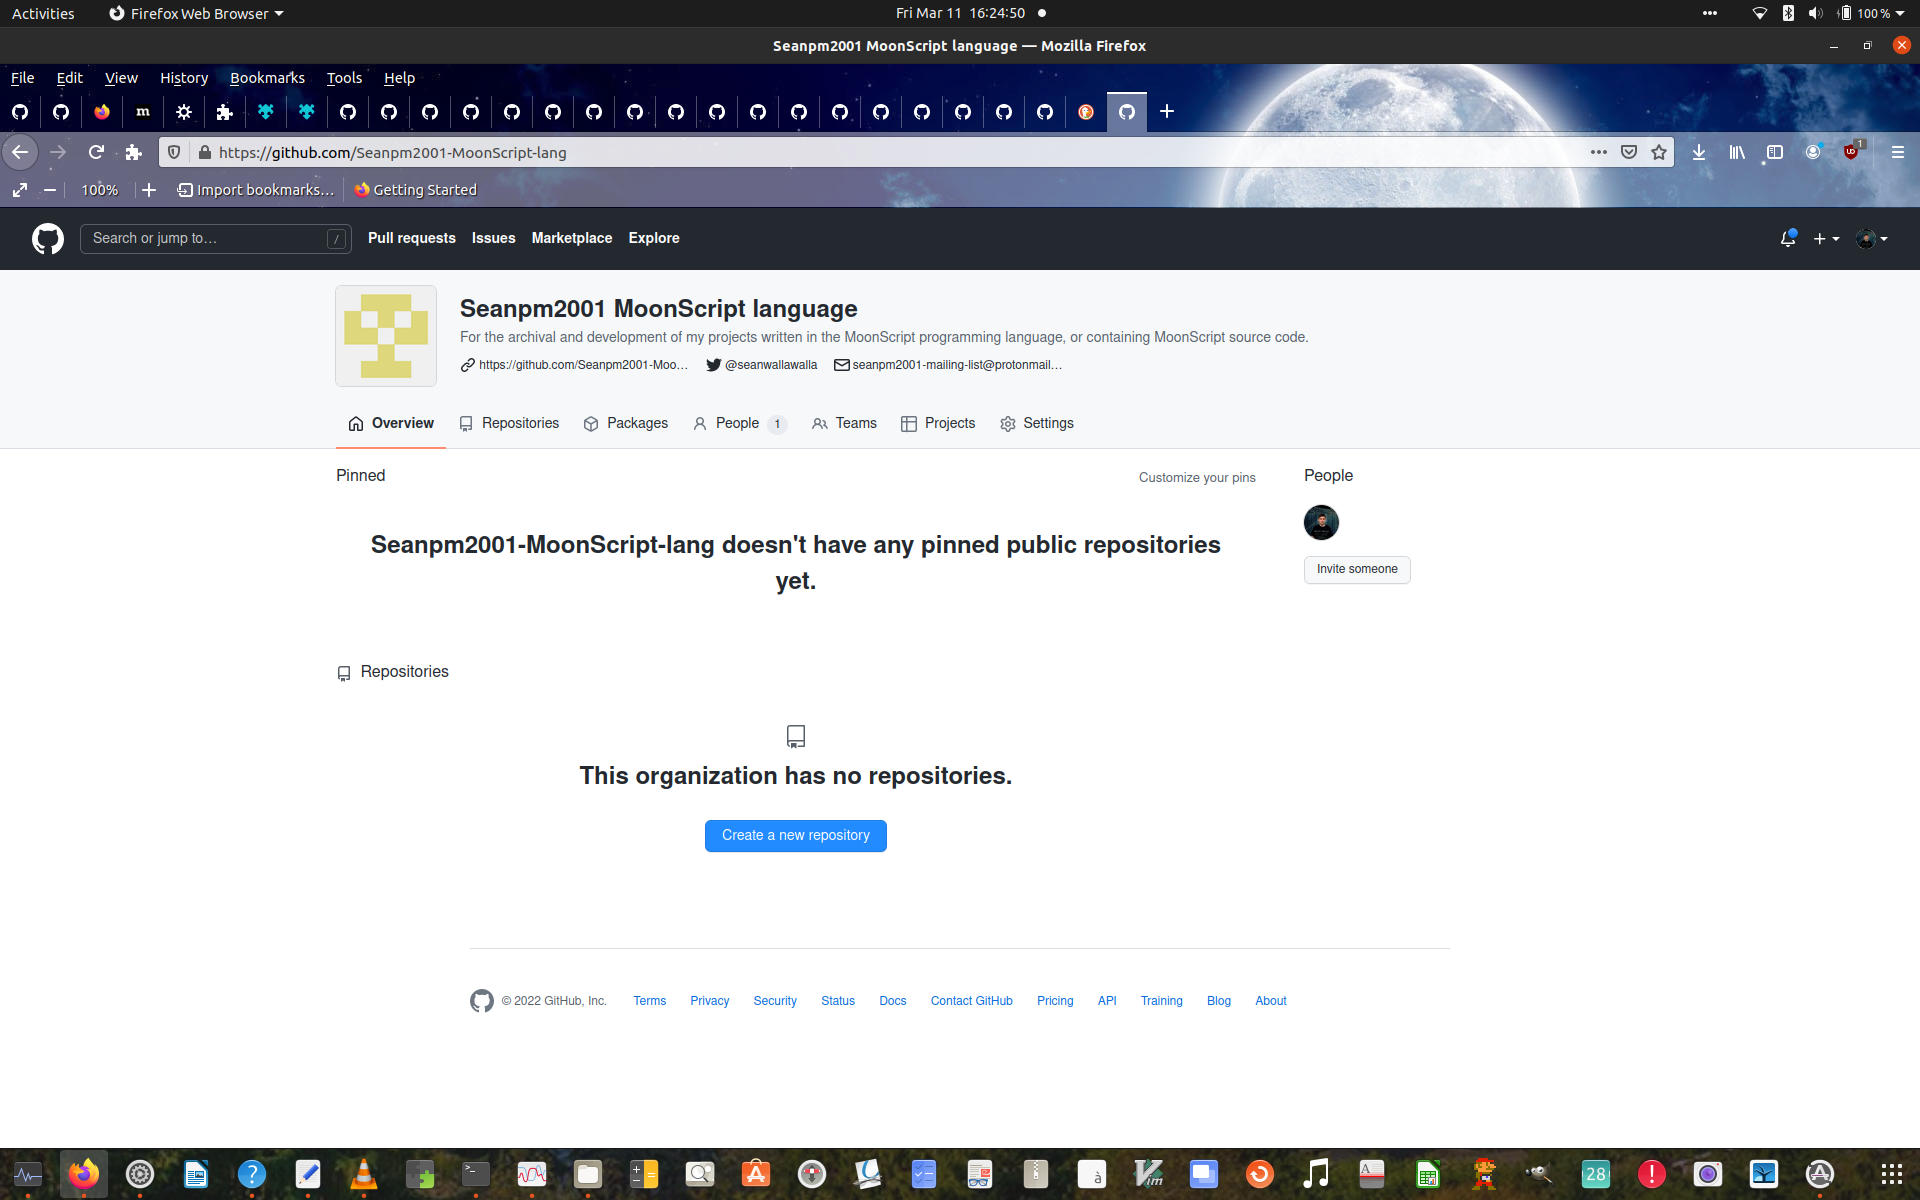 Activities Firefox Web Browser Fri Mar 11 16:24:50 100 %
Seanpm2001 MoonScript language — Mozilla Firefox
File Edit View History Bookmarks Tools Help
m
https://github.com/Seanpm2001-MoonScript-lang 1
100% Import bookmarks… Getting Started
Search or jump to… / Pull requests Issues Marketplace Explore
Seanpm2001 MoonScript language
For the archival and development of my projects written in the MoonScript programming language, or containing MoonScript source code.
https://github.com/Seanpm2001-Moo… @seanwallawalla seanpm2001-mailing-list@protonmail…
Overview Repositories Packages People 1 Teams Projects Settings
Pinned Customize your pins People
Seanpm2001-MoonScript-lang doesn't have any pinned public repositories
yet.
Invite someone
Repositories
This organization has no repositories.
Create a new repository
© 2022 GitHub, Inc. Terms Privacy Security Status Docs Contact GitHub Pricing API Training Blog About
? >_ à Vim A 28 !